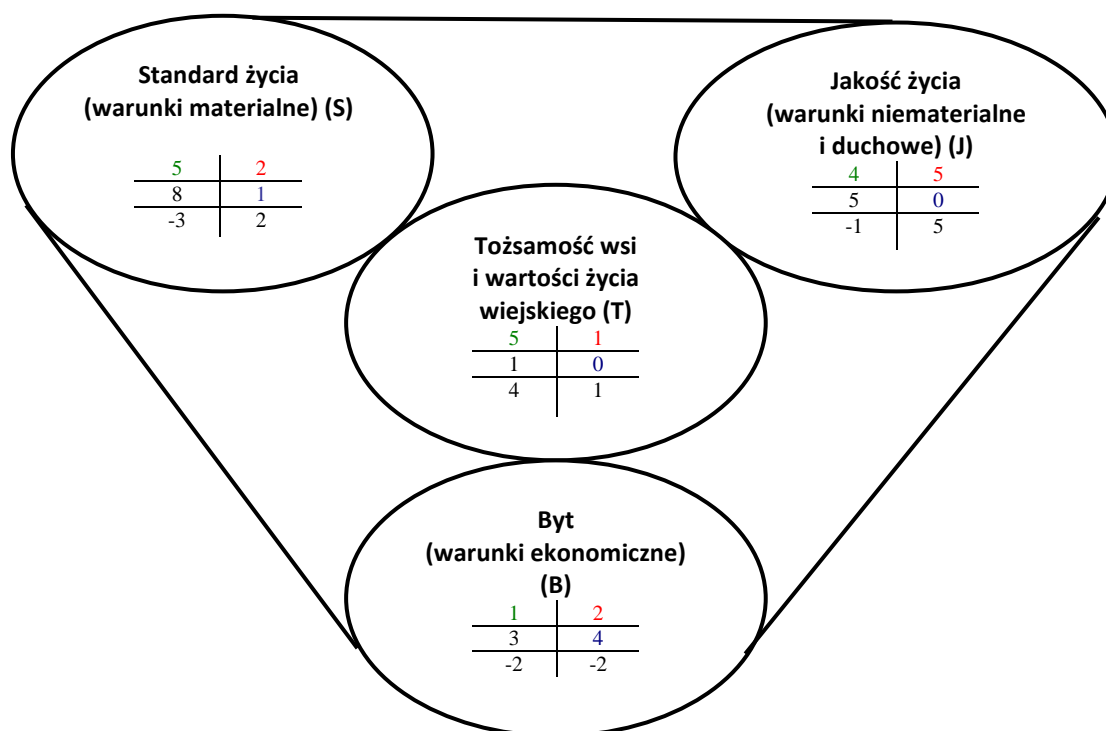 Standard życia
(warunki materialne) (S)
5 2
8 1
-3 2
Jakość życia
(warunki niematerialne
i duchowe) (J)
4 5
5 0
-1 5
Tożsamość wsi
i wartości życia
wiejskiego (T)
5 1
1 0
4 1
Byt
(warunki ekonomiczne)
(B)
1 2
3 4
-2 -2